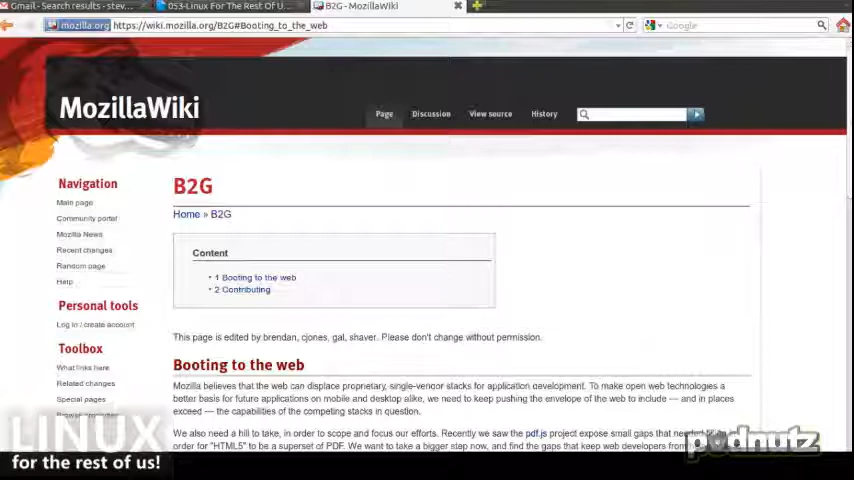 Gmail - Search results - stev...
053-Linux For The Rest Of U...
B2G - MozillaWiki
mozilla.org
https://wiki.mozilla.org/B2G#Booting_to_the_web
Google
MozillaWiki
Page
Discussion
View source
History
Navigation
Main page
Community portal
Mozilla News
Recent changes
Random page
Help
Personal tools
Log in / create account
Toolbox
What links here
Related changes
Special pages
B2G
Home » B2G
Content
1 Booting to the web
2 Contributing
This page is edited by brendan, cjones, gal, shaver. Please don't change without permission.
Booting to the web
Mozilla believes that the web can displace proprietary, single-vendor stacks for application development. To make open web technologies a
better basis for future applications on mobile and desktop alike, we need to keep pushing the envelope of the web to include — and in places
exceed — the capabilities of the competing stacks in question.
We also need a hill to take, in order to scope and focus our efforts. Recently we saw the pdf.js project expose small gaps that needed
order for "HTML5" to be a superset of PDF. We want to take a bigger step now, and find the gaps that keep web developers from
LINUX
for the rest of us!
podnutz